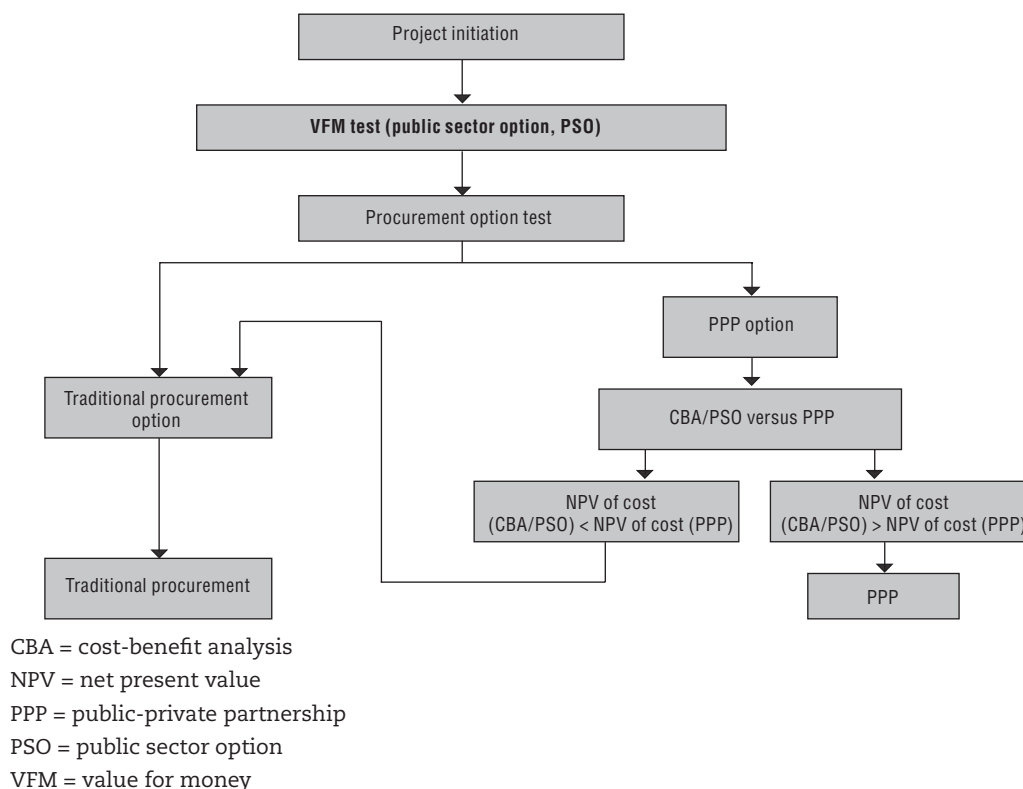 Project initiation
VFM test (public sector option, PSO)
Procurement option test
PPP option
Traditional procurement
option
CBA/PSO versus PPP
NPV of cost
(CBA/PSO) < NPV of cost (PPP)
NPV of cost
(CBA/PSO) > NPV of cost (PPP)
Traditional procurement
PPP
CBA = cost-benefit analysis
NPV = net present value
PPP = public-private partnership
PSO = public sector option
VFM = value for money